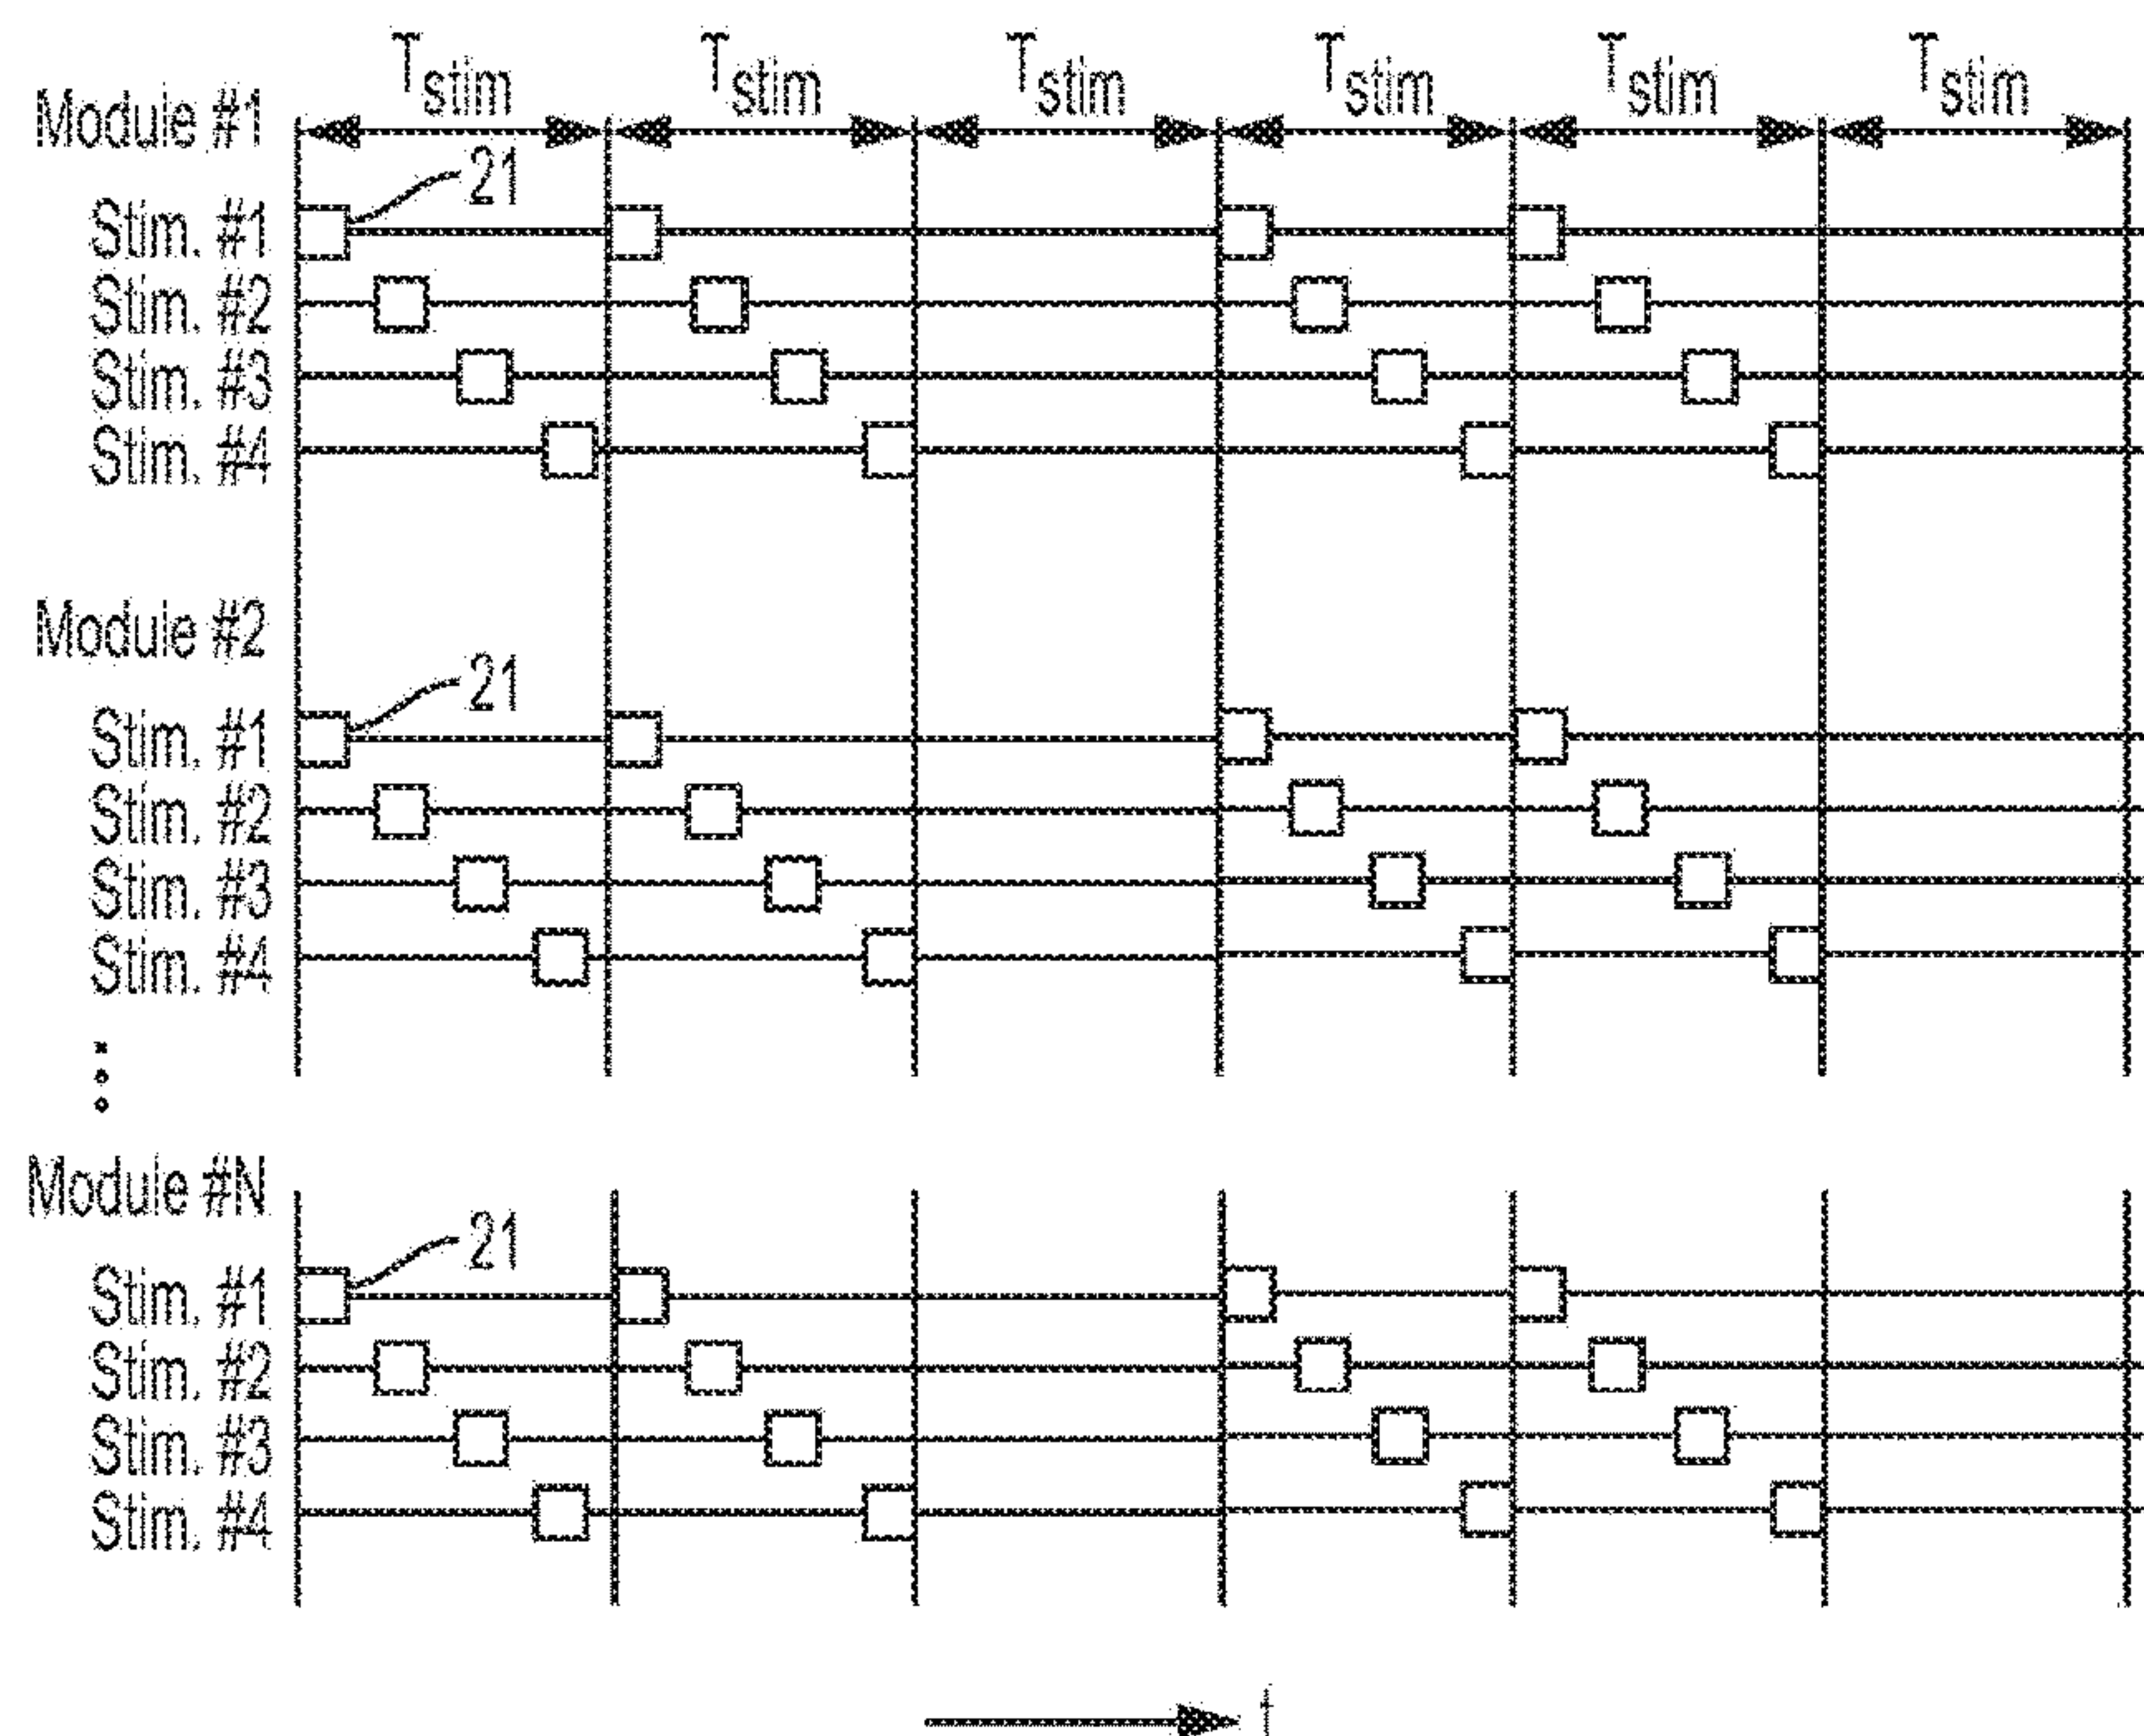 Tstim Tstim Tstim Tstim Tstim Tstim
Module #1
21
Stim. #1
Stim. #2
Stim. #3
Stim. #4
Module #2
21
Stim. #1
Stim. #2
Stim. #3
Stim. #4
Module #N
21
Stim. #1
Stim. #2
Stim. #3
Stim. #4
t